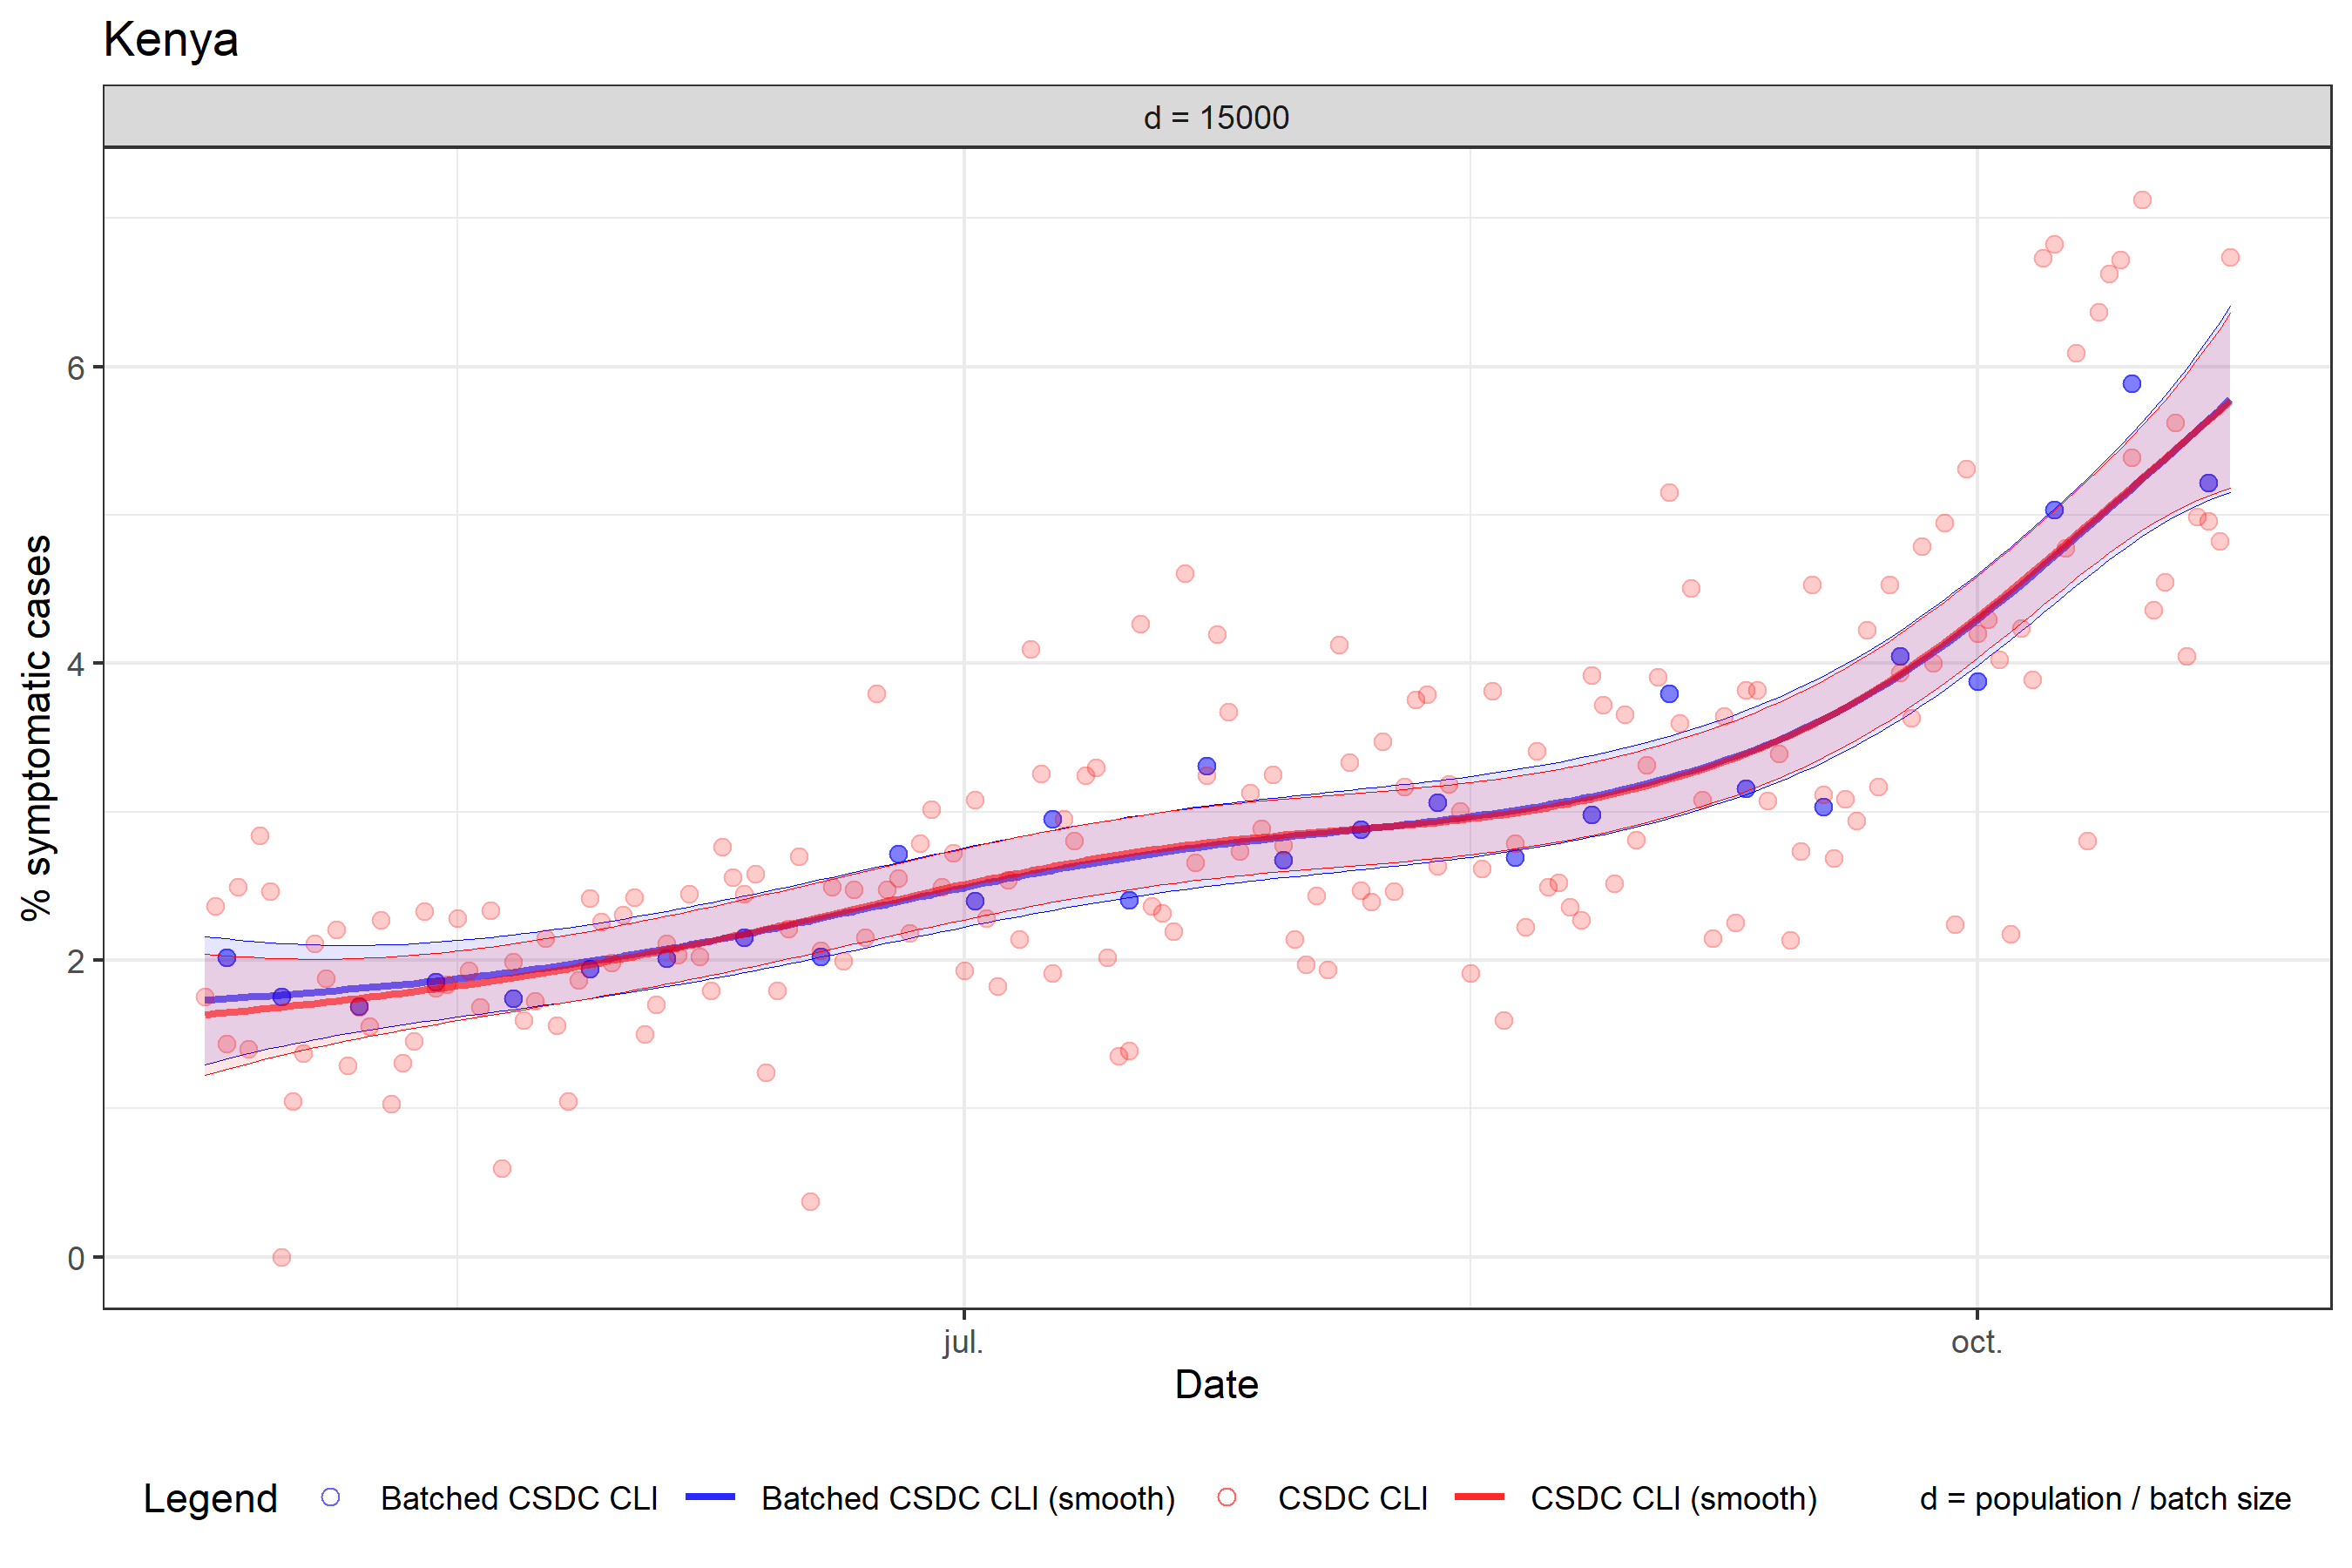 Kenya
d = 15000
% symptomatic cases
6
4
2
0
jul.
oct.
Date
Legend
Batched CSDC CLI
Batched CSDC CLI (smooth)
CSDC CLI
CSDC CLI (smooth)
d = population / batch size